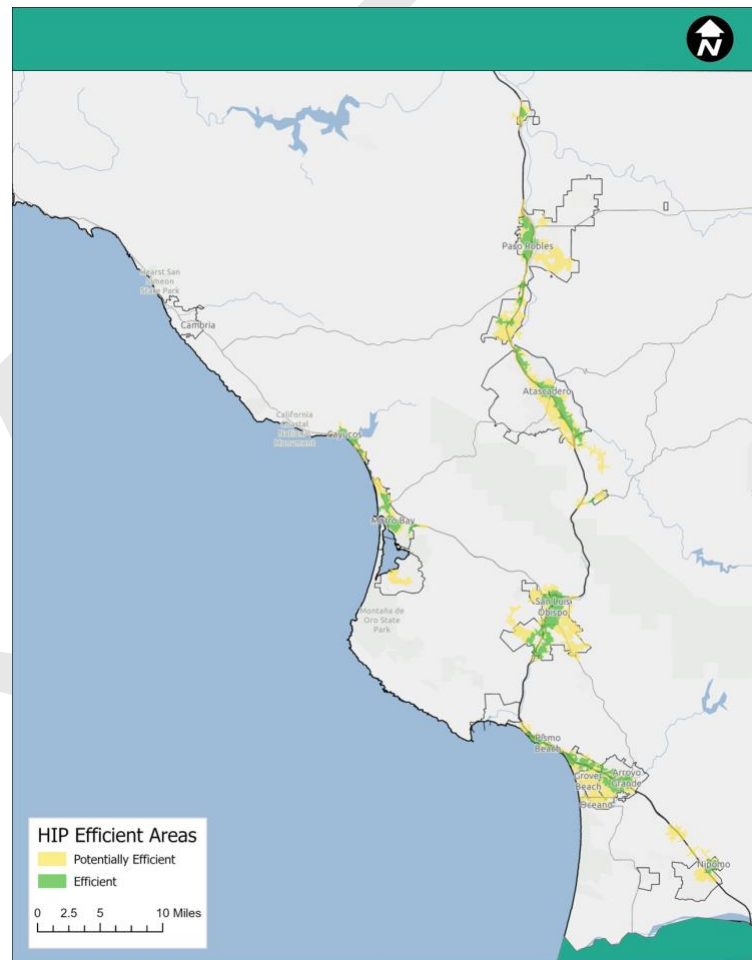 N
Paso Robles
Hearst San
Simeon
State Park
Cambria
Atascadero
California
Coastal
National
Monument
Cayucos
Morro Bay
San Luis
Obispo
Montaña de
Oro State
Park
Pismo
Beach
Grover
Beach
Arroyo
Grande
Oceano
Nipomo
HIP Efficient Areas
Potentially Efficient
Efficient
0 2.5 5 10 Miles